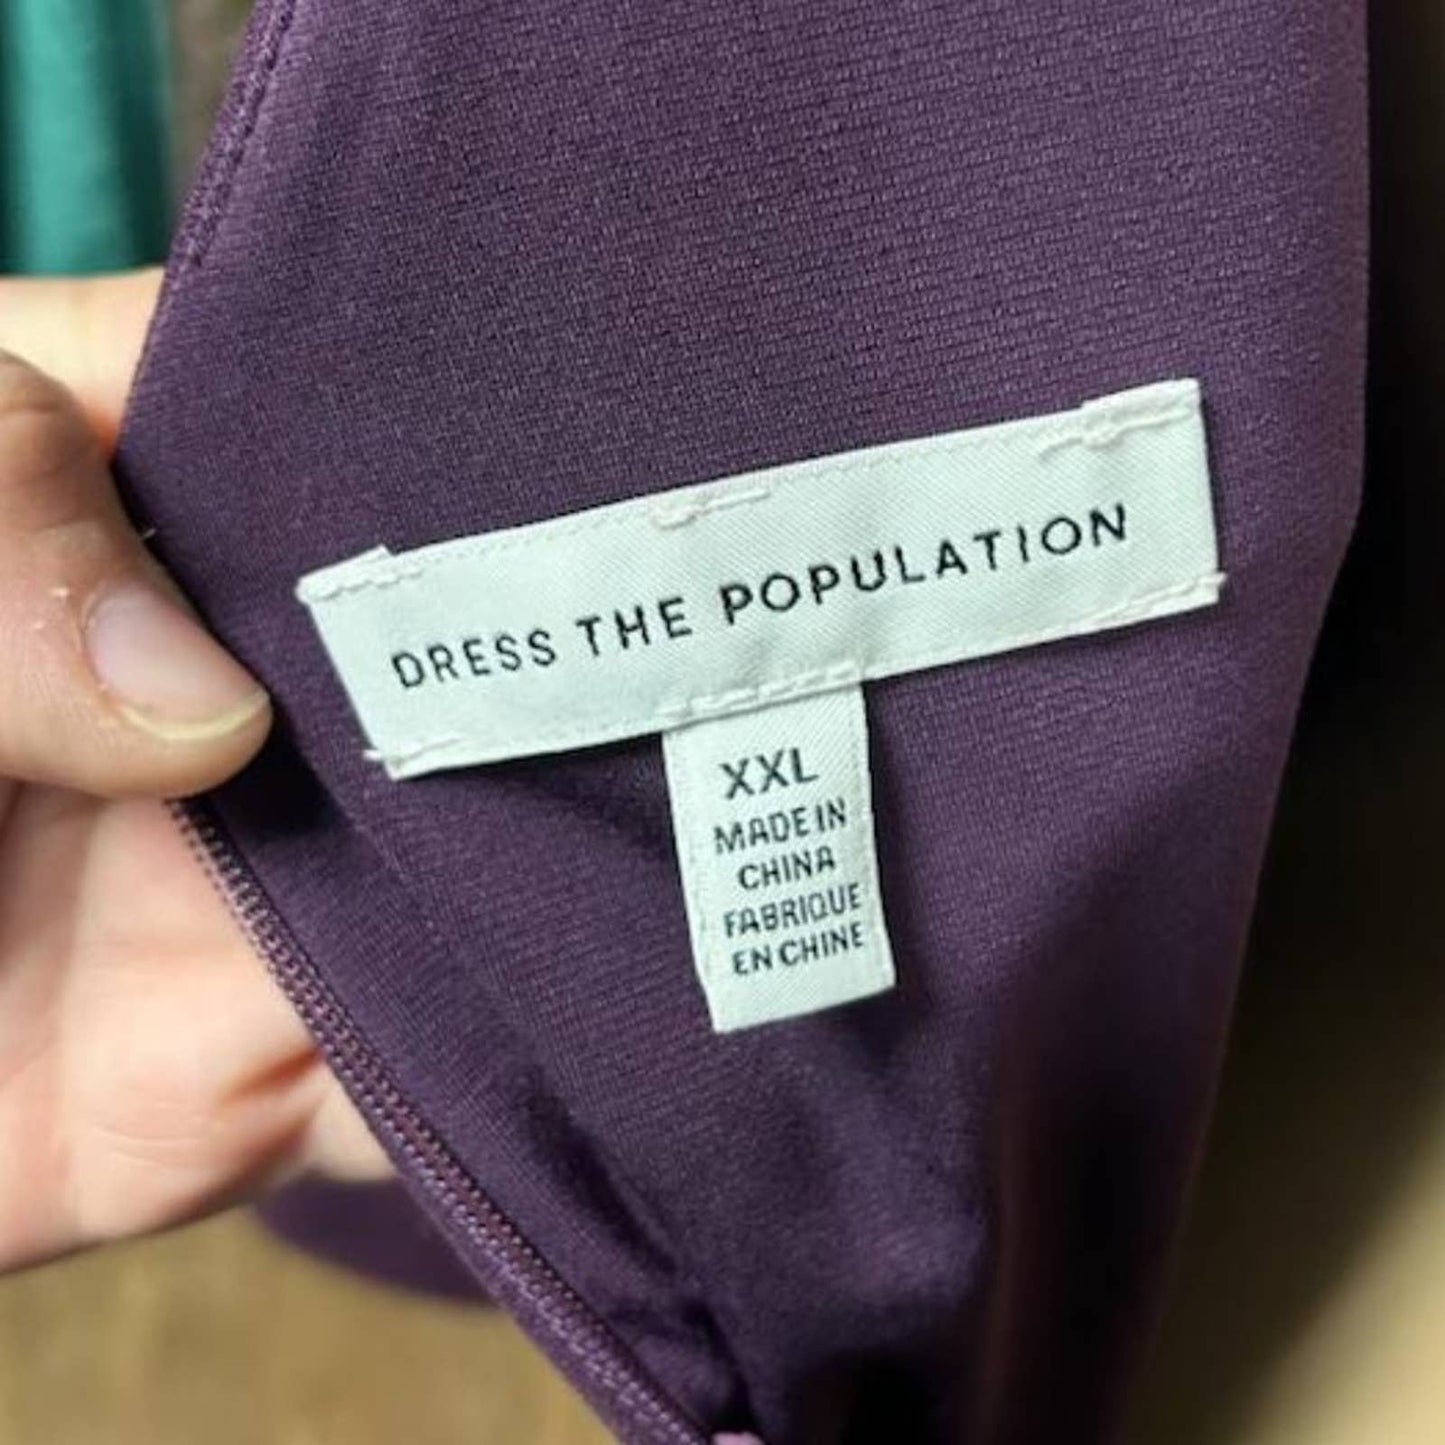 DRESS THE POPULATION
XXL
MADE IN
CHINA
FABRIQUE
EN CHINE